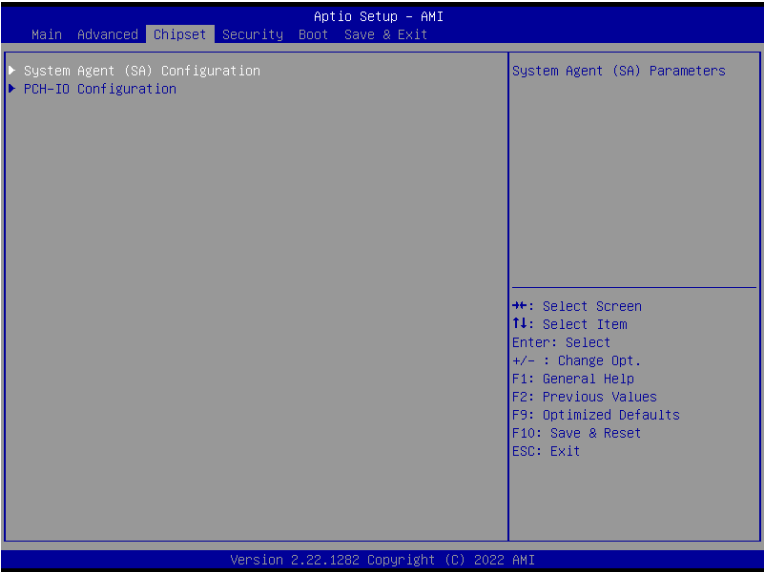 Aptio Setup – AMI
Main Advanced Chipset Security Boot Save & Exit
► System Agent (SA) Configuration
► PCH-IO Configuration
System Agent (SA) Parameters
→←: Select Screen
↑↓: Select Item
Enter: Select
+/- : Change Opt.
F1: General Help
F2: Previous Values
F9: Optimized Defaults
F10: Save & Reset
ESC: Exit
Version 2.22.1282 Copyright (C) 2022 AMI